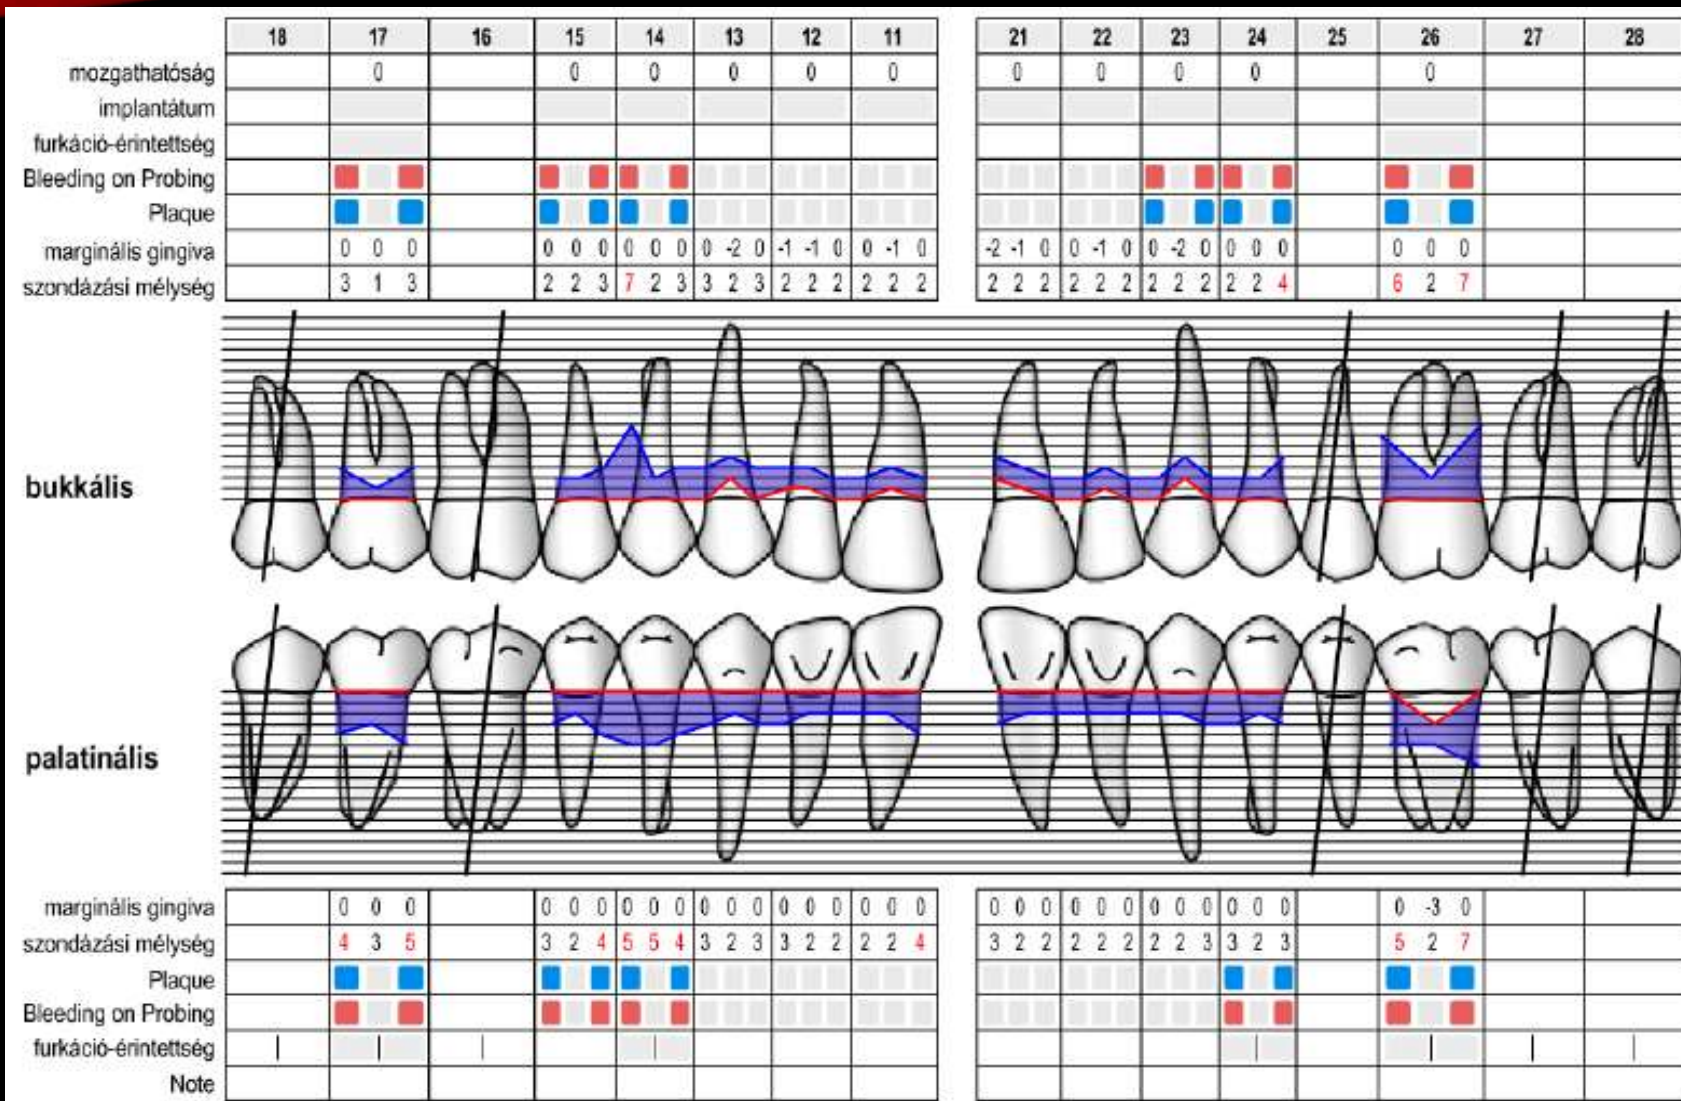 18 17 16 15 14 13 12 11 21 22 23 24 25 26 27 28
mozgathatóság 0 0 0 0 0 0 0 0 0 0 0
implantátum
furkáció-érintettség
Bleeding on Probing
Plaque
marginális gingiva 0 0 0 0 0 0 0 0 0 0 -2 0 -1 -1 0 0 -1 0 -2 -1 0 0 -1 0 0 -2 0 0 0 0 0 0 0
szondázási mélység 3 1 3 2 2 3 7 2 3 3 2 3 2 2 2 2 2 2 2 2 2 2 2 2 2 2 2 2 2 4 6 2 7
bukkális
palatinális
marginális gingiva 0 0 0 0 0 0 0 0 0 0 0 0 0 0 0 0 0 0 0 0 0 0 0 0 0 0 0 0 0 0 0 -3 0
szondázási mélység 4 3 5 3 2 4 5 5 4 3 2 3 3 2 2 2 2 4 3 2 2 2 2 2 2 2 3 3 2 3 5 2 7
Plaque
Bleeding on Probing
furkáció-érintettség
Note